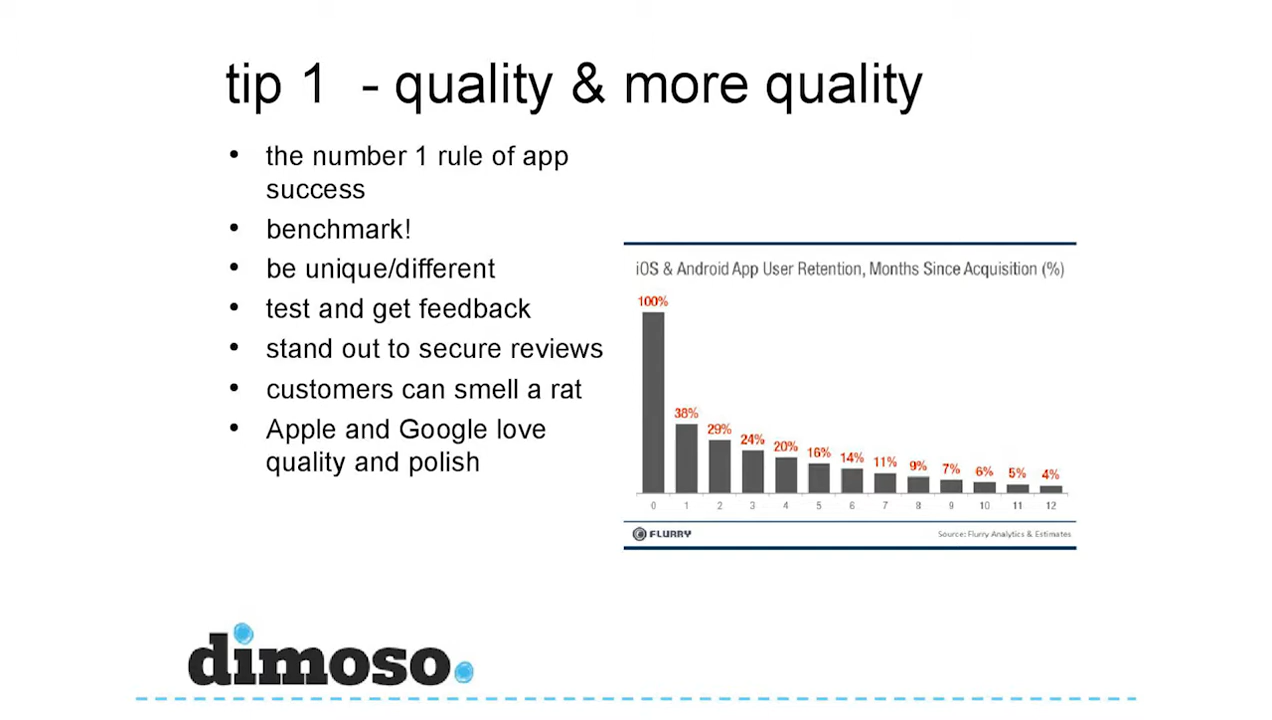 tip 1 - quality & more quality
• the number 1 rule of app
success
• benchmark!
• be unique/different
• test and get feedback
• stand out to secure reviews
• customers can smell a rat
• Apple and Google love
quality and polish
iOS & Android App User Retention, Months Since Acquisition (%)
100%
38%
29%
24%
20%
16%
14%
11%
9%
7%
6%
5%
4%
0 1 2 3 4 5 6 7 8 9 10 11 12
FLURRY
Source: Flurry Analytics & Estimates
dimoso.